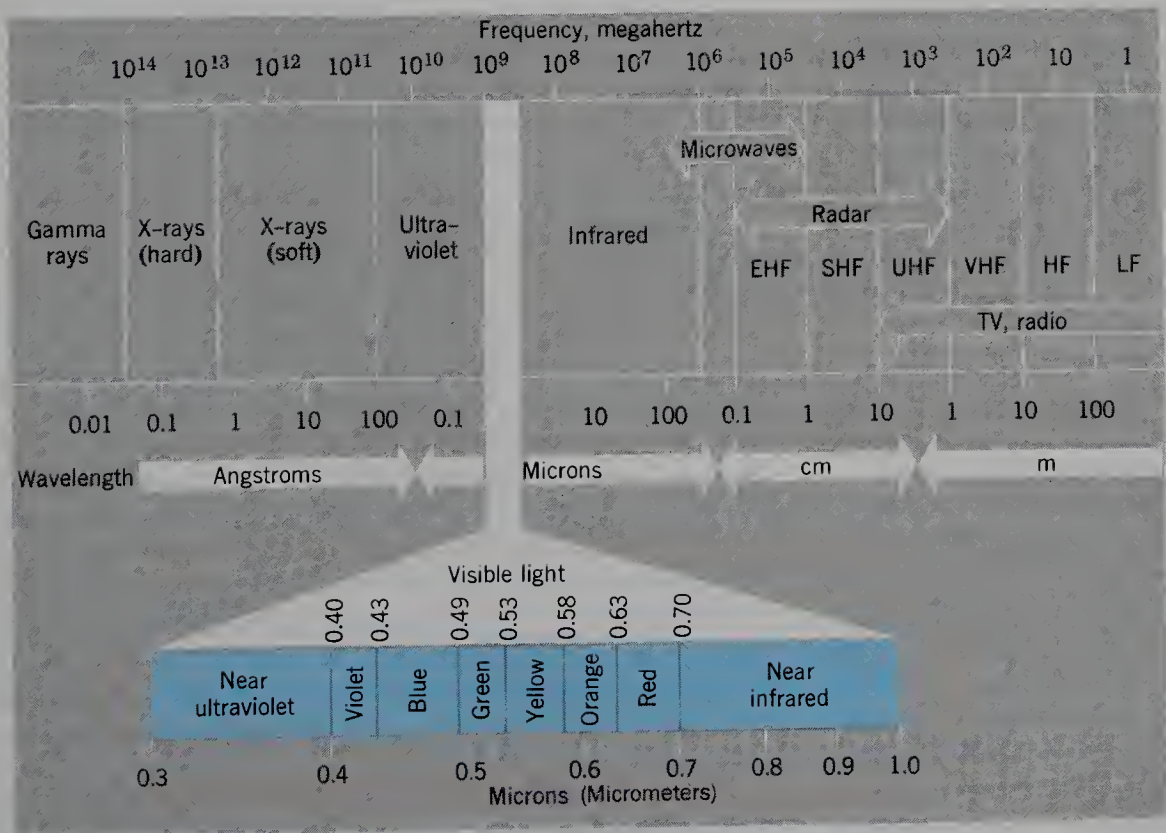 Frequency, megahertz
10¹⁴ 10¹³ 10¹² 10¹¹ 10¹⁰ 10⁹ 10⁸ 10⁷ 10⁶ 10⁵ 10⁴ 10³ 10² 10 1
Microwaves
Radar
Gamma rays
X-rays (hard)
X-rays (soft)
Ultra-
violet
Infrared
EHF SHF UHF VHF HF LF
TV, radio
0.01 0.1 1 10 100 0.1 10 100 0.1 1 10 1 10 100
Wavelength Angstroms Microns cm m
Visible light
0.40 0.43 0.49 0.53 0.58 0.63 0.70
Near
ultraviolet
Violet
Blue
Green
Yellow
Orange
Red
Near
infrared
0.3 0.4 0.5 0.6 0.7 0.8 0.9 1.0
Microns (Micrometers)